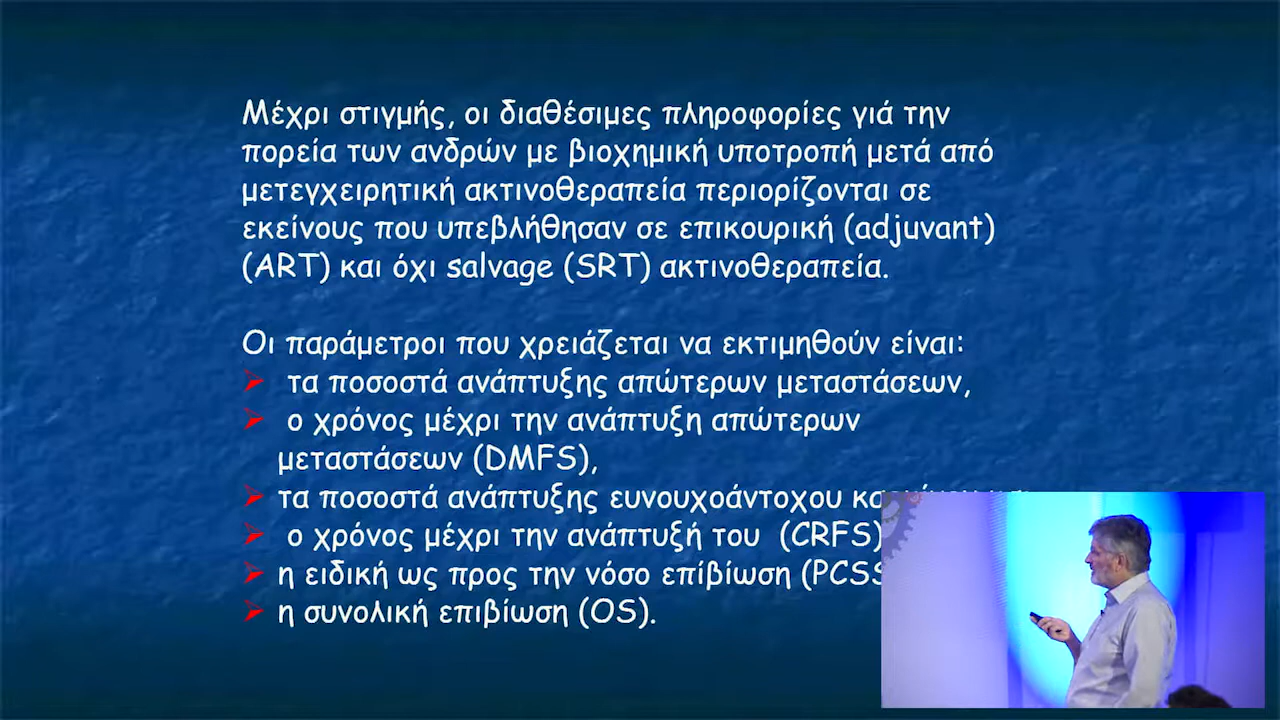 Μέχρι στιγμής, οι διαθέσιμες πληροφορίες γιά την
πορεία των ανδρών με βιοχημική υποτροπή μετά από
μετεγχειρητική ακτινοθεραπεία περιορίζονται σε
εκείνους που υπεβλήθησαν σε επικουρική (adjuvant)
(ART) και όχι salvage (SRT) ακτινοθεραπεία.
Οι παράμετροι που χρειάζεται να εκτιμηθούν είναι:
τα ποσοστά ανάπτυξης απώτερων μεταστάσεων,
ο χρόνος μέχρι την ανάπτυξη απώτερων
μεταστάσεων (DMFS),
τα ποσοστά ανάπτυξης ευνουχοάντοχου
ο χρόνος μέχρι την ανάπτυξή του (CRFS)
η ειδική ως προς την νόσο επίβίωση (PCSS
η συνολική επιβίωση (OS).